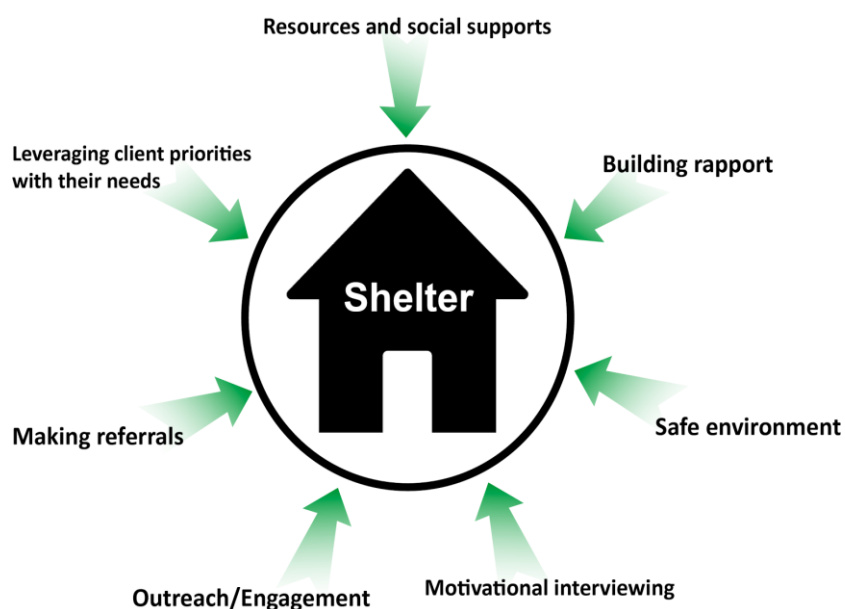 Resources and social supports
Leveraging client priorities
with their needs
Building rapport
Shelter
Making referrals
Safe environment
Outreach/Engagement
Motivational interviewing